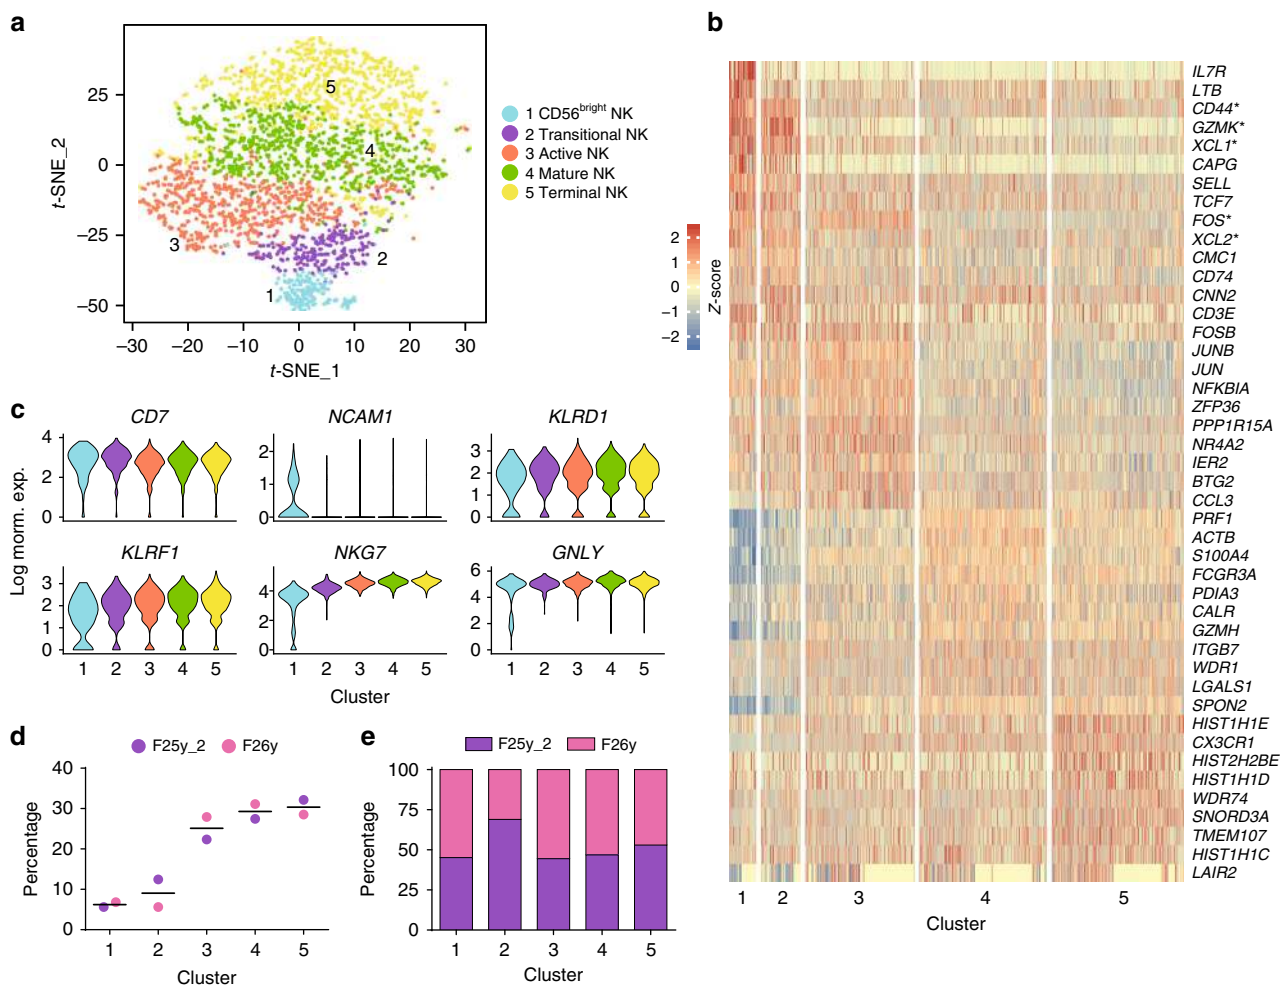 a
25
0
−25
−50
t-SNE_2
−30
−20
−10
0
10
20
30
t-SNE_1
5
4
3
2
1
1 CD56bright NK
2 Transitional NK
3 Active NK
4 Mature NK
5 Terminal NK
b
2
1
0
−1
−2
Z-score
IL7R
LTB
CD44*
GZMK*
XCL1*
CAPG
SELL
TCF7
FOS*
XCL2*
CMC1
CD74
CNN2
CD3E
FOSB
JUNB
JUN
NFKBIA
ZFP36
PPP1R15A
NR4A2
IER2
BTG2
CCL3
PRF1
ACTB
S100A4
FCGR3A
PDIA3
CALR
GZMH
ITGB7
WDR1
LGALS1
SPON2
HIST1H1E
CX3CR1
HIST2H2BE
HIST1H1D
WDR74
SNORD3A
TMEM107
HIST1H1C
LAIR2
1 2 3 4 5
Cluster
c
Log morm. exp.
CD7
4
2
0
NCAM1
2
1
0
KLRD1
3
2
1
0
KLRF1
3
2
1
0
NKG7
4
2
0
GNLY
6
4
2
0
1 2 3 4 5
1 2 3 4 5
1 2 3 4 5
Cluster
d
F25y_2 F26y
40
30
20
10
0
Percentage
1 2 3 4 5
Cluster
e
F25y_2 F26y
100
75
50
25
0
Percentage
1 2 3 4 5
Cluster